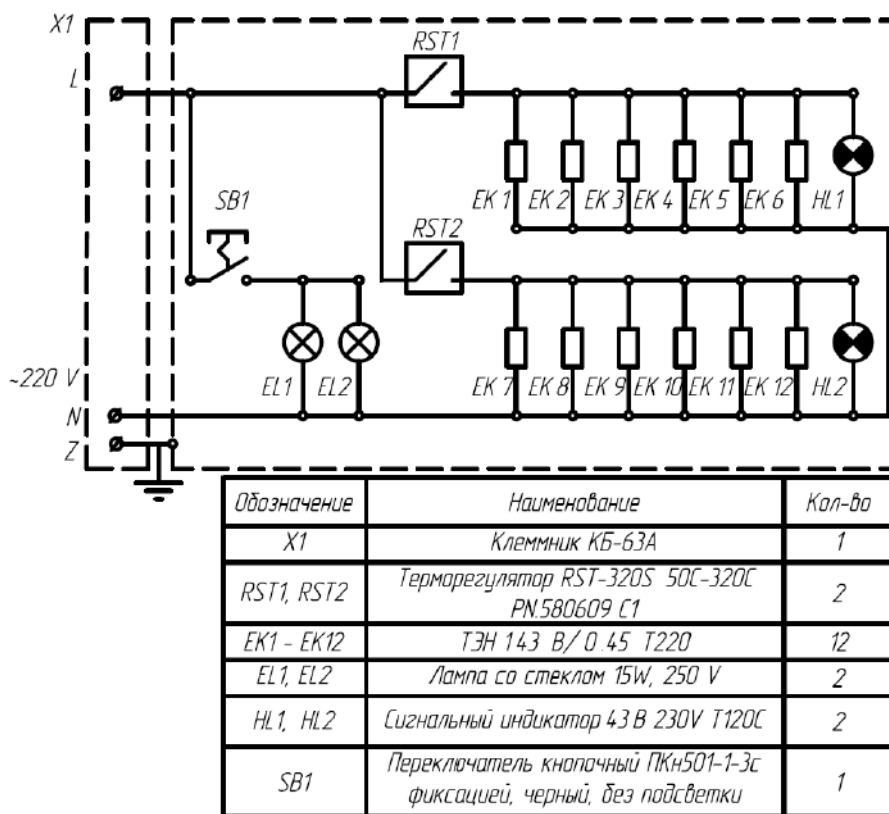 X1
RST1
L
SB1
EK 1 EK 2 EK 3 EK 4 EK 5 EK 6 HL1
RST2
EL1 EL2
EK 7 EK 8 EK 9 EK 10 EK 11 EK 12 HL2
~220 V
N
Z
Обозначение Наименование Кол-во
X1 Клеммник КБ-63А 1
RST1, RST2 Терморегулятор RST-320S 50С-320С 2
PN.580609 С1
EK1 - EK12 ТЭН 143 В/ 0.45 Т220 12
EL1, EL2 Лампа со стеклом 15W, 250 V 2
HL1, HL2 Сигнальный индикатор 43 В 230V Т120С 2
SB1 Переключатель кнопочный ПКн501-1-3с 1
фиксацией, черный, без подсветки